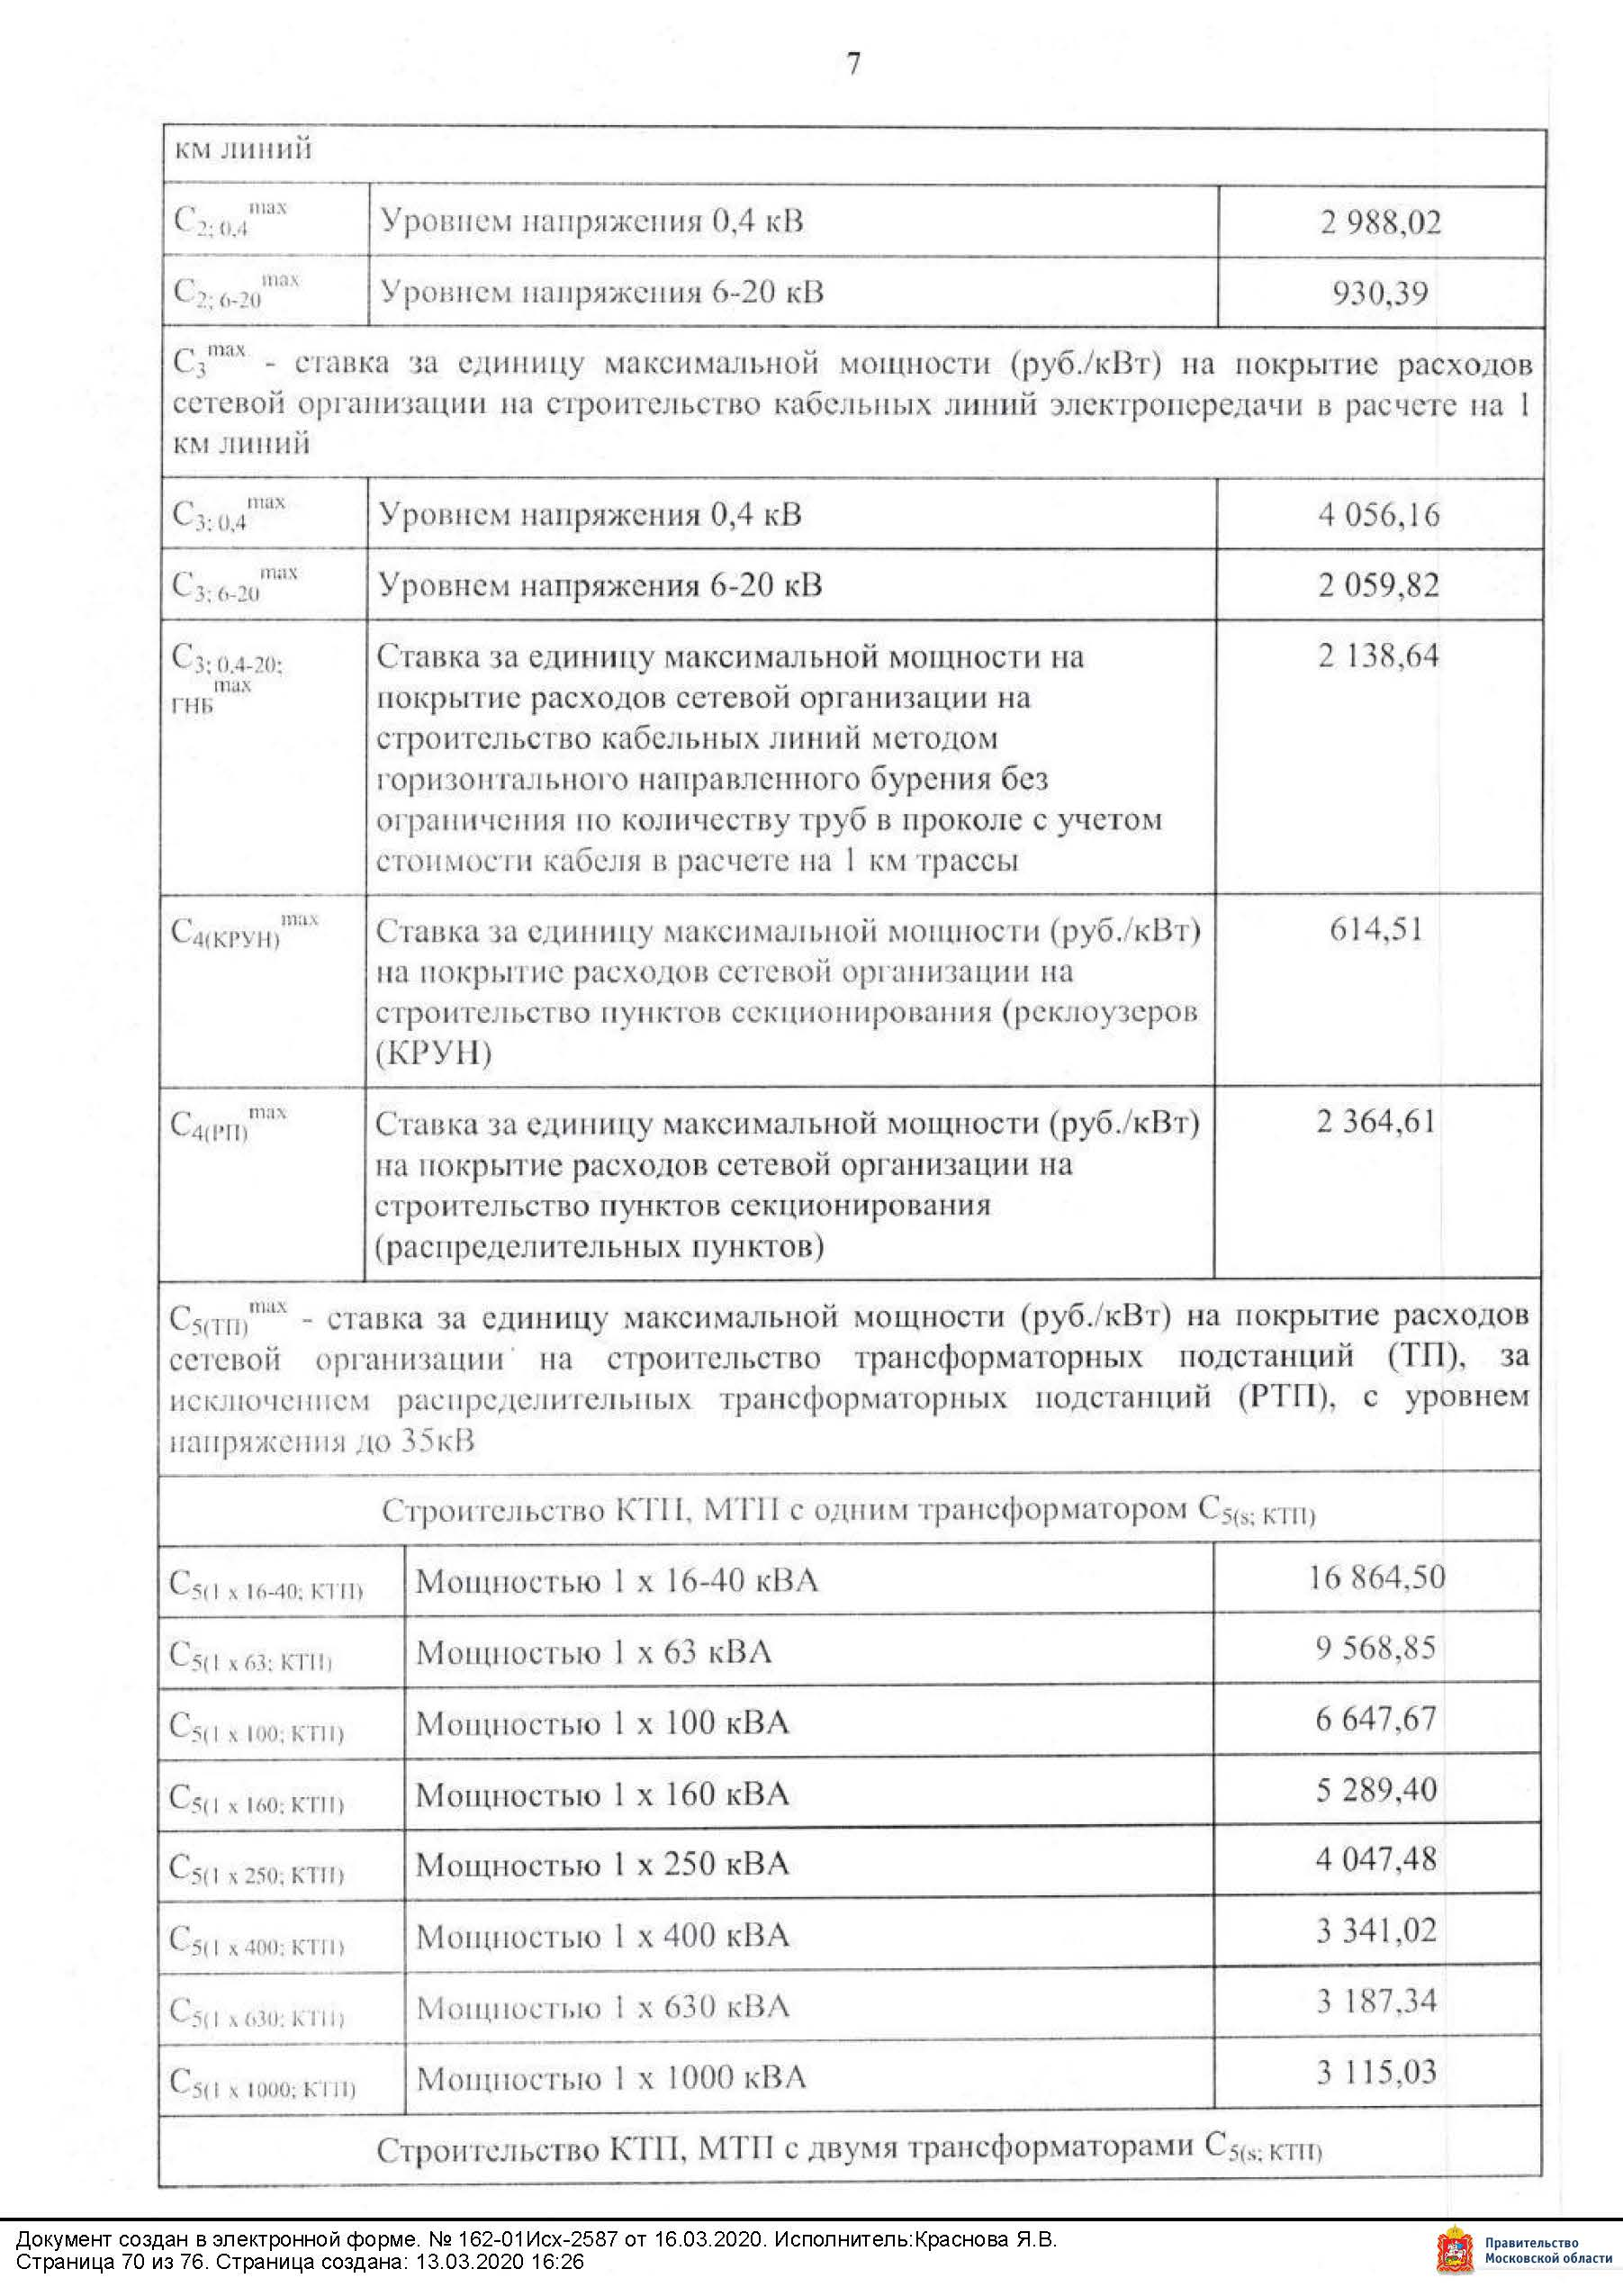 7
км линий
C2; 0,4 max Уровнем напряжения 0,4 кВ 2 988,02
C2; 6-20 max Уровнем напряжения 6-20 кВ 930,39
C3 max - ставка за единицу максимальной мощности (руб./кВт) на покрытие расходов
сетевой организации на строительство кабельных линий электропередачи в расчете на 1
км линий
C3; 0,4 max Уровнем напряжения 0,4 кВ 4 056,16
C3; 6-20 max Уровнем напряжения 6-20 кВ 2 059,82
C3; 0,4-20; ГНБ max Ставка за единицу максимальной мощности на 2 138,64
покрытие расходов сетевой организации на
строительство кабельных линий методом
горизонтального направленного бурения без
ограничения по количеству труб в проколе с учетом
стоимости кабеля в расчете на 1 км трассы
C4(КРУН) max Ставка за единицу максимальной мощности (руб./кВт) 614,51
на покрытие расходов сетевой организации на
строительство пунктов секционирования (реклоузеров
(КРУН)
C4(РП) max Ставка за единицу максимальной мощности (руб./кВт) 2 364,61
на покрытие расходов сетевой организации на
строительство пунктов секционирования
(распределительных пунктов)
C5(ТП) max - ставка за единицу максимальной мощности (руб./кВт) на покрытие расходов
сетевой организации на строительство трансформаторных подстанций (ТП), за
исключением распределительных трансформаторных подстанций (РТП), с уровнем
напряжения до 35кВ
Строительство КТП, МТП с одним трансформатором C5(s; КТП)
C5(1 x 16-40; КТП) Мощностью 1 x 16-40 кВА 16 864,50
C5(1 x 63; КТП) Мощностью 1 x 63 кВА 9 568,85
C5(1 x 100; КТП) Мощностью 1 x 100 кВА 6 647,67
C5(1 x 160; КТП) Мощностью 1 x 160 кВА 5 289,40
C5(1 x 250; КТП) Мощностью 1 x 250 кВА 4 047,48
C5(1 x 400; КТП) Мощностью 1 x 400 кВА 3 341,02
C5(1 x 630; КТП) Мощностью 1 x 630 кВА 3 187,34
C5(1 x 1000; КТП) Мощностью 1 x 1000 кВА 3 115,03
Строительство КТП, МТП с двумя трансформаторами C5(s; КТП)
Документ создан в электронной форме. № 162-01Исх-2587 от 16.03.2020. Исполнитель:Краснова Я.В.
Страница 70 из 76. Страница создана: 13.03.2020 16:26
Правительство
Московской области